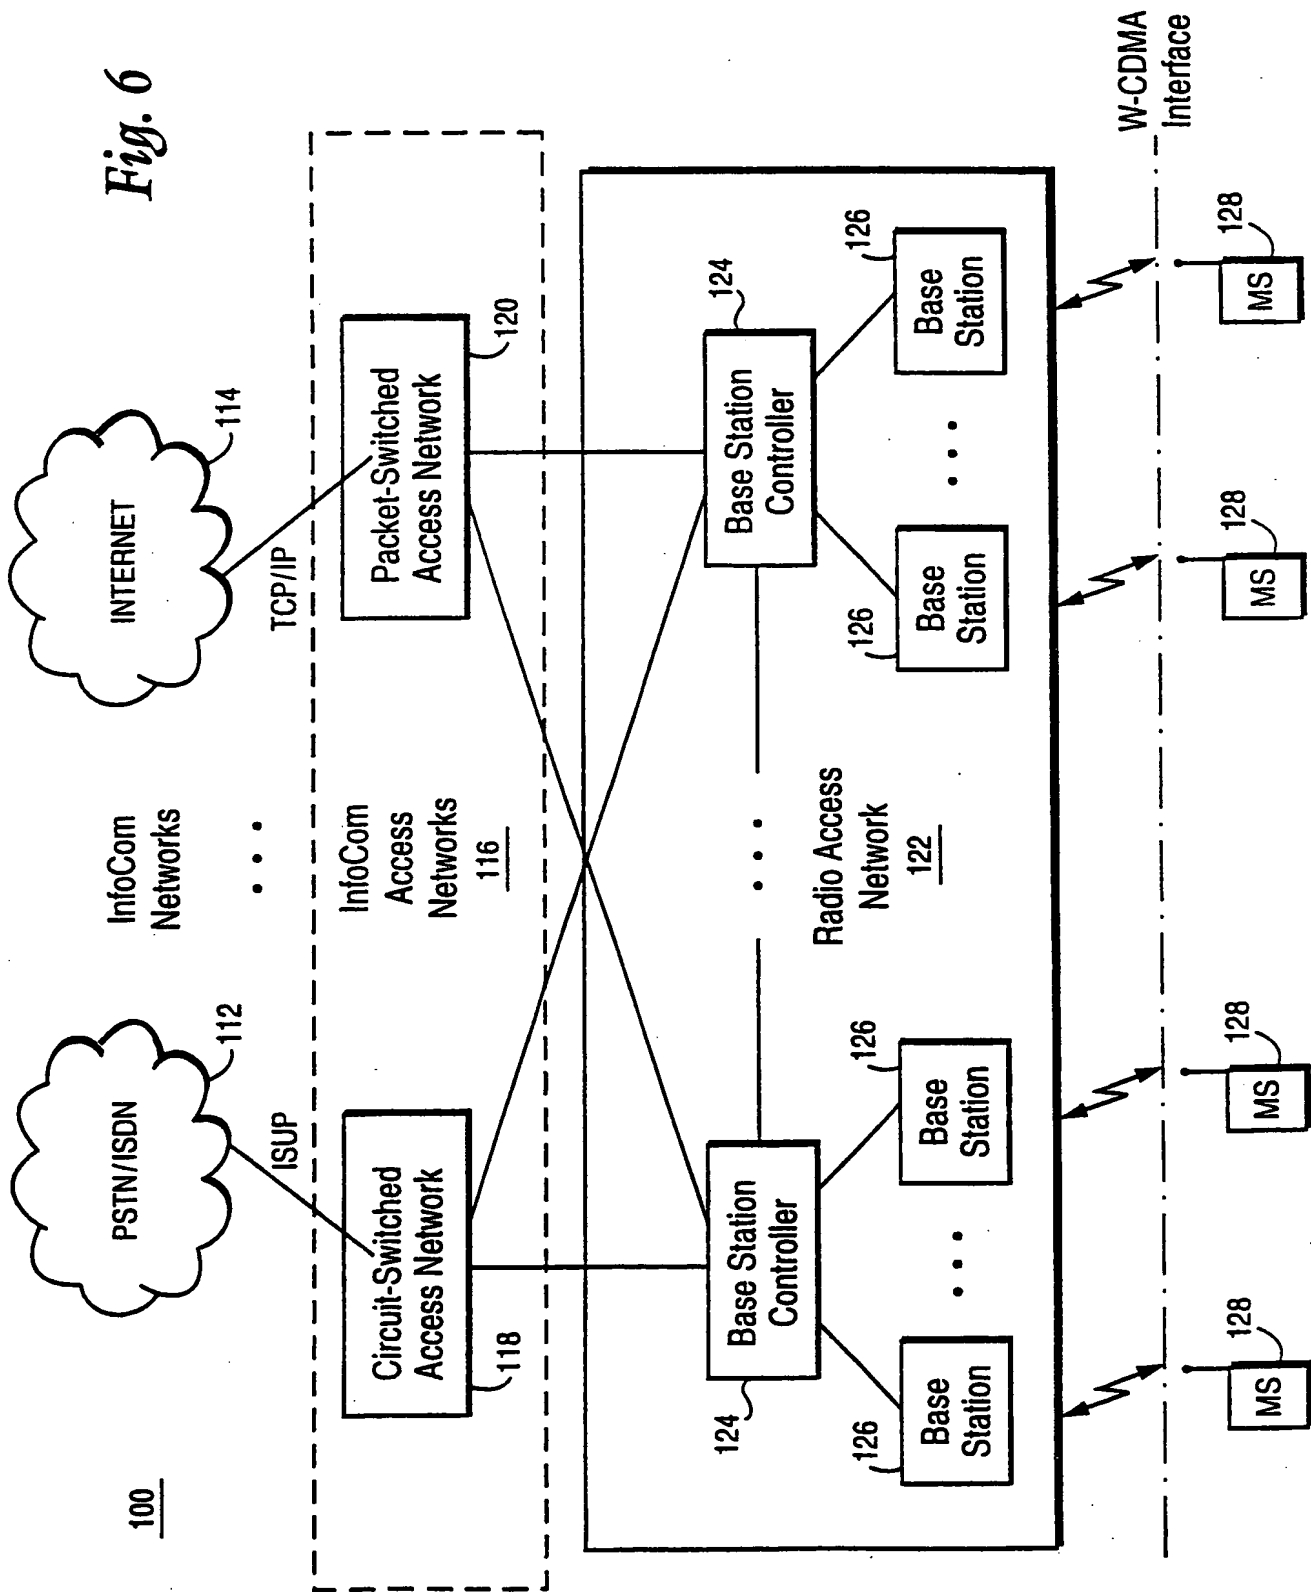 Fig. 6
100
InfoCom
Networks
PSTN/ISDN
112
INTERNET
114
ISUP
TCP/IP
InfoCom
Access
Networks
116
Circuit-Switched
Access Network
118
Packet-Switched
Access Network
120
Base Station
Controller
124
Base Station
Controller
124
Radio Access
Network
122
Base
Station
126
Base
Station
126
Base
Station
126
Base
Station
126
W-CDMA
Interface
MS
128
MS
128
MS
128
MS
128